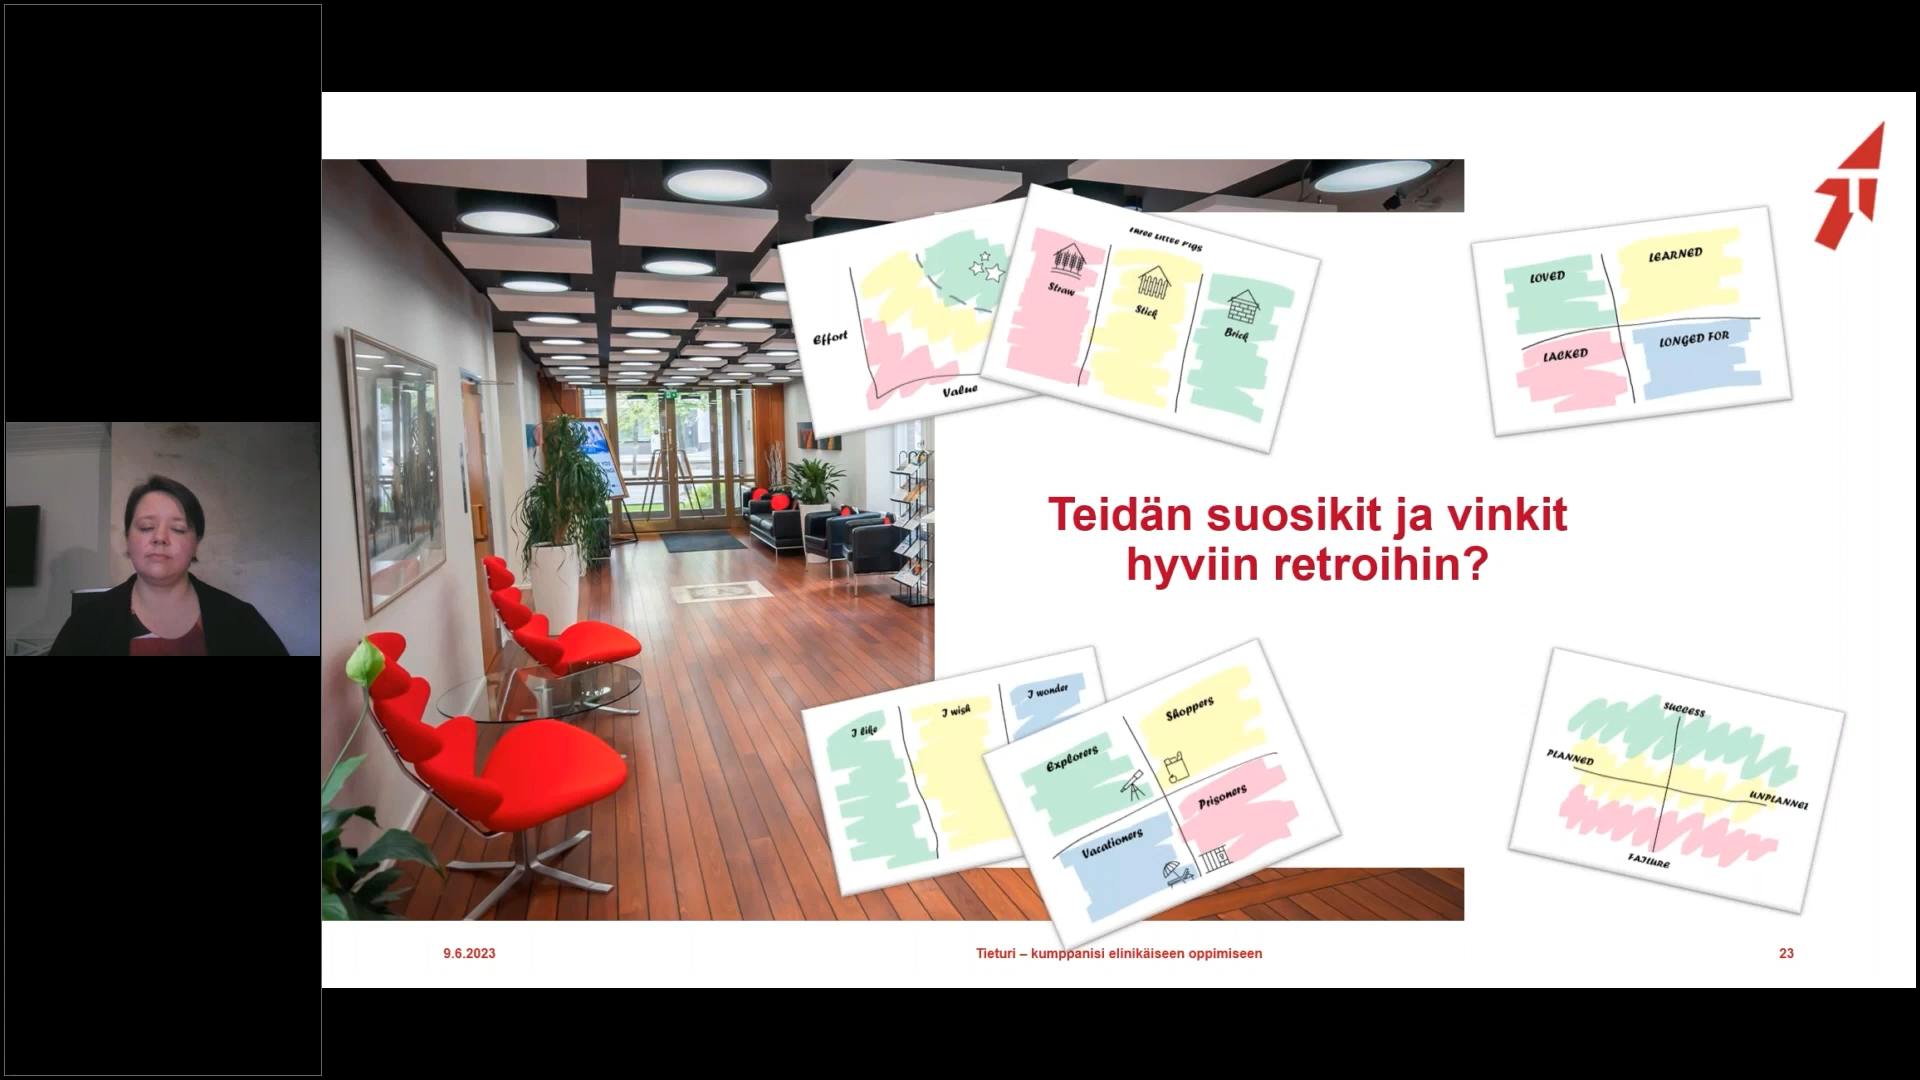 Effort
Value
THREE LITTLE PIGS
Straw
Stick
Brick
LOVED
LEARNED
LACKED
LONGED FOR
Teidän suosikit ja vinkit
hyviin retroihin?
I like
I wish
I wonder
Explorers
Shoppers
Vacationers
Prisoners
SUCCESS
PLANNED
UNPLANNED
FAILURE
9.6.2023
Tieturi – kumppanisi elinikäiseen oppimiseen
23